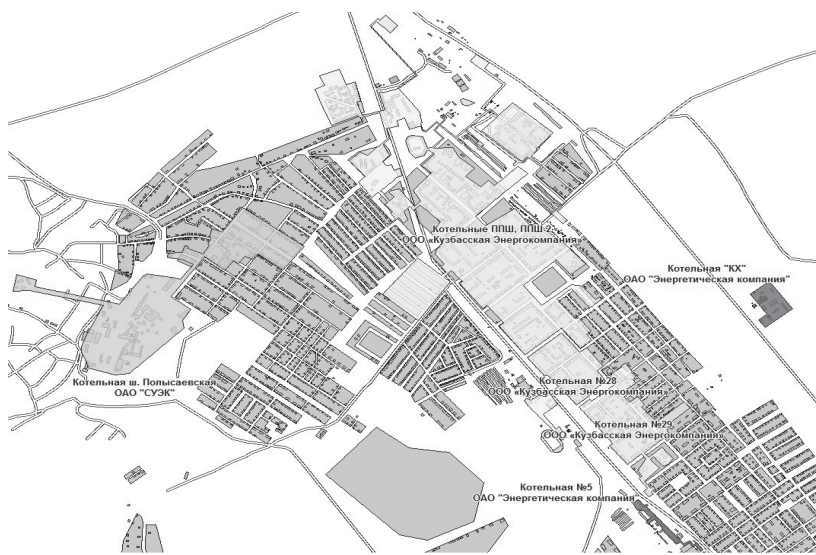 Котельные ППШ, ППШ 2
ООО «Кузбасская Энергокомпания»
Котельная "КХ"
ОАО "Энергетическая компания"
Котельная ш. Полысаевская
ОАО "СУЭК"
Котельная №28
ООО «Кузбасская Энергокомпания»
Котельная №29
ООО «Кузбасская Энергокомпания»
Котельная №5
ОАО "Энергетическая компания"